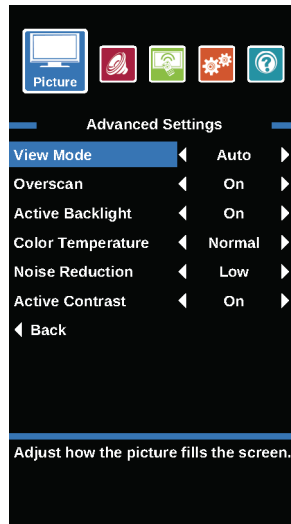 Picture
Advanced Settings
View Mode Auto
Overscan On
Active Backlight On
Color Temperature Normal
Noise Reduction Low
Active Contrast On
Back
Adjust how the picture fills the screen.